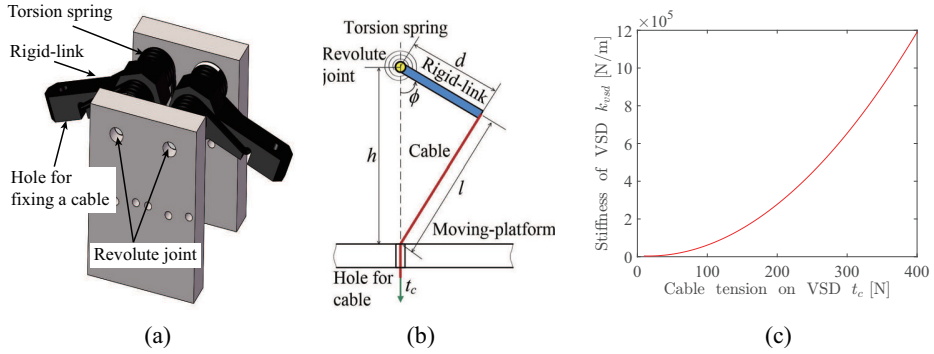 Torsion spring
Rigid-link
Hole for
fixing a cable
Revolute joint
(a)
Torsion spring
Revolute
joint
d
Rigid-link
ϕ
h
Cable
l
Moving-platform
Hole for
cable
t_c
(b)
×10^5
12
10
8
6
4
2
0
Stiffness of VSD k_vsd [N/m]
0 100 200 300 400
Cable tension on VSD t_c [N]
(c)